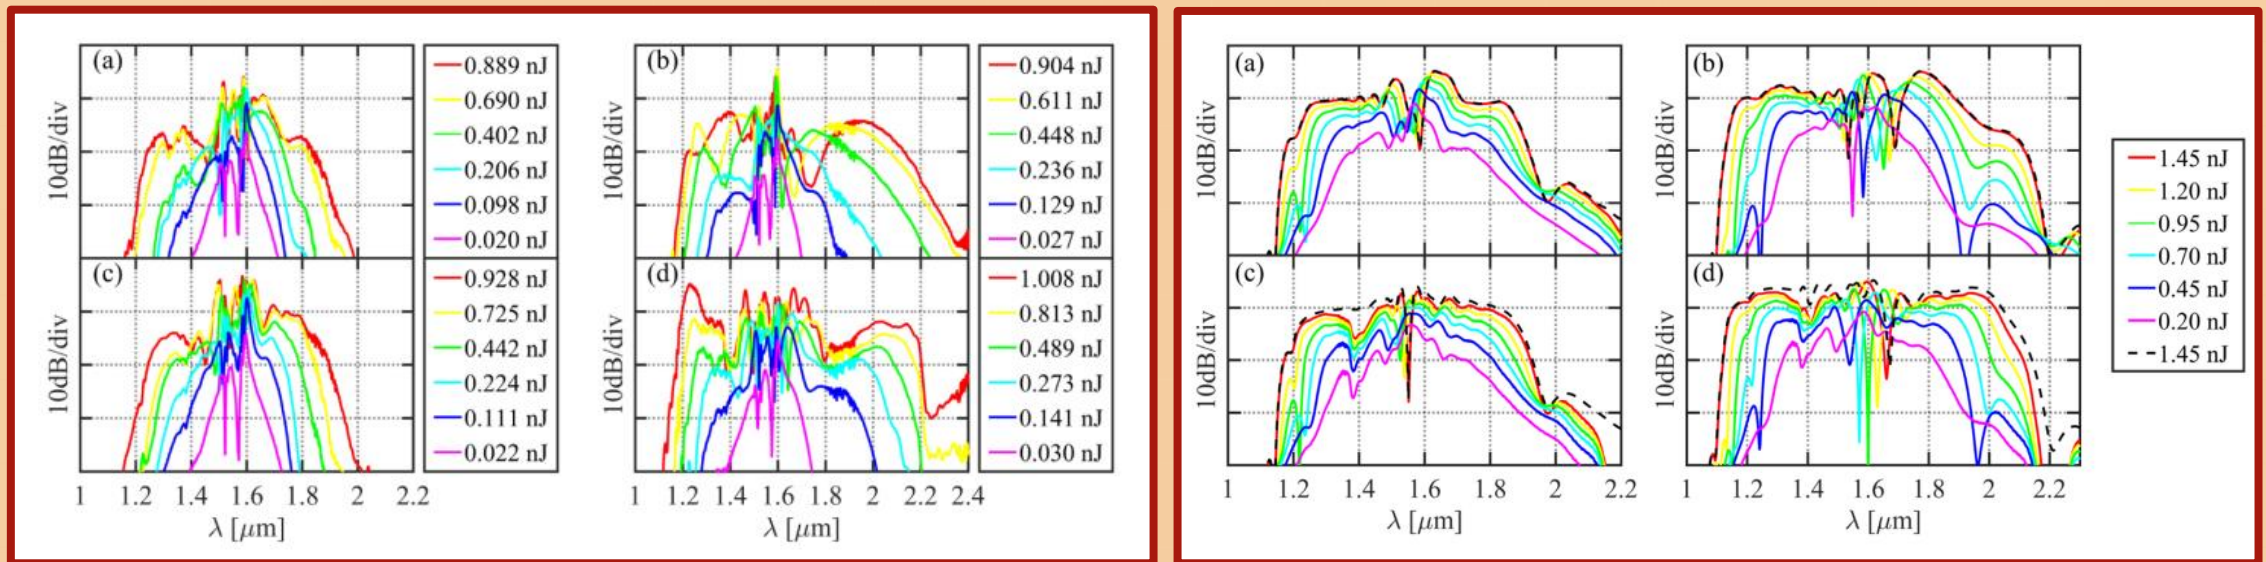 (a)
0.889 nJ
0.690 nJ
0.402 nJ
0.206 nJ
0.098 nJ
0.020 nJ
10dB/div
(b)
0.904 nJ
0.611 nJ
0.448 nJ
0.236 nJ
0.129 nJ
0.027 nJ
10dB/div
(c)
0.928 nJ
0.725 nJ
0.442 nJ
0.224 nJ
0.111 nJ
0.022 nJ
10dB/div
1 1.2 1.4 1.6 1.8 2 2.2
λ [μm]
(d)
1.008 nJ
0.813 nJ
0.489 nJ
0.273 nJ
0.141 nJ
0.030 nJ
10dB/div
1 1.2 1.4 1.6 1.8 2 2.2 2.4
λ [μm]
(a)
10dB/div
(b)
10dB/div
(c)
10dB/div
1 1.2 1.4 1.6 1.8 2 2.2
λ [μm]
(d)
10dB/div
1 1.2 1.4 1.6 1.8 2 2.2
λ [μm]
1.45 nJ
1.20 nJ
0.95 nJ
0.70 nJ
0.45 nJ
0.20 nJ
1.45 nJ